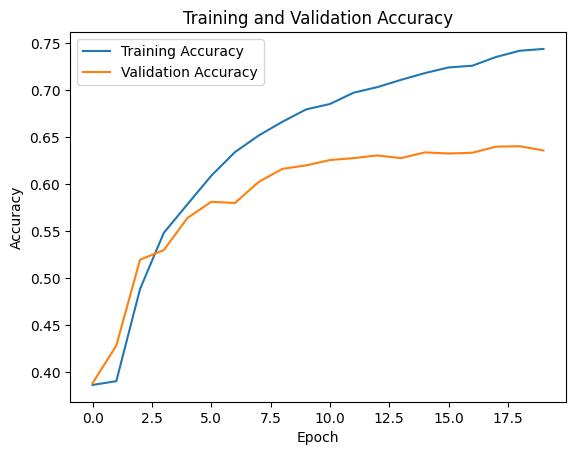 Training and Validation Accuracy
Training Accuracy
Validation Accuracy
Accuracy
0.75
0.70
0.65
0.60
0.55
0.50
0.45
0.40
0.0 2.5 5.0 7.5 10.0 12.5 15.0 17.5
Epoch